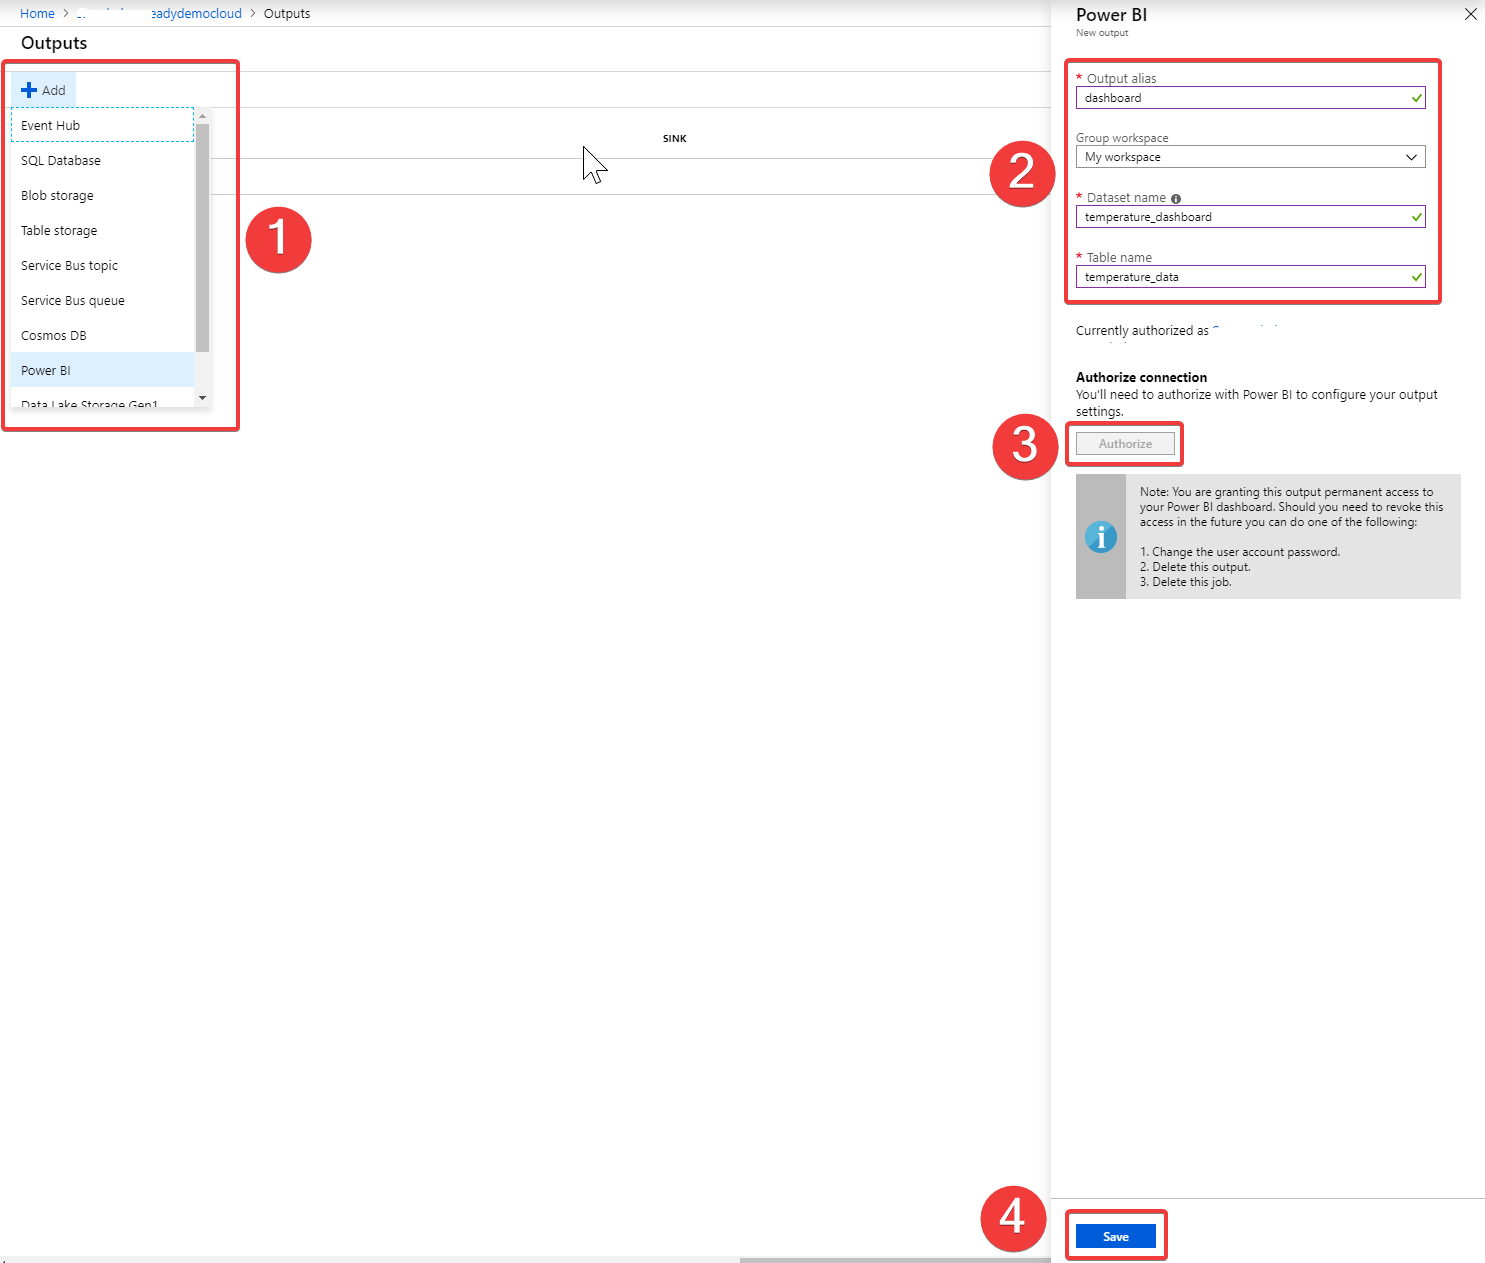 Home > eadydemocloud > Outputs
Outputs
Add
Event Hub
SQL Database
Blob storage
Table storage
Service Bus topic
Service Bus queue
Cosmos DB
Power BI
Data Lake Storage Gen1
1
SINK
Power BI
New output
2
* Output alias
dashboard
Group workspace
My workspace
* Dataset name
temperature_dashboard
* Table name
temperature_data
Currently authorized as
Authorize connection
You'll need to authorize with Power BI to configure your output
settings.
3
Authorize
Note: You are granting this output permanent access to
your Power BI dashboard. Should you need to revoke this
access in the future you can do one of the following:
1. Change the user account password.
2. Delete this output.
3. Delete this job.
4
Save